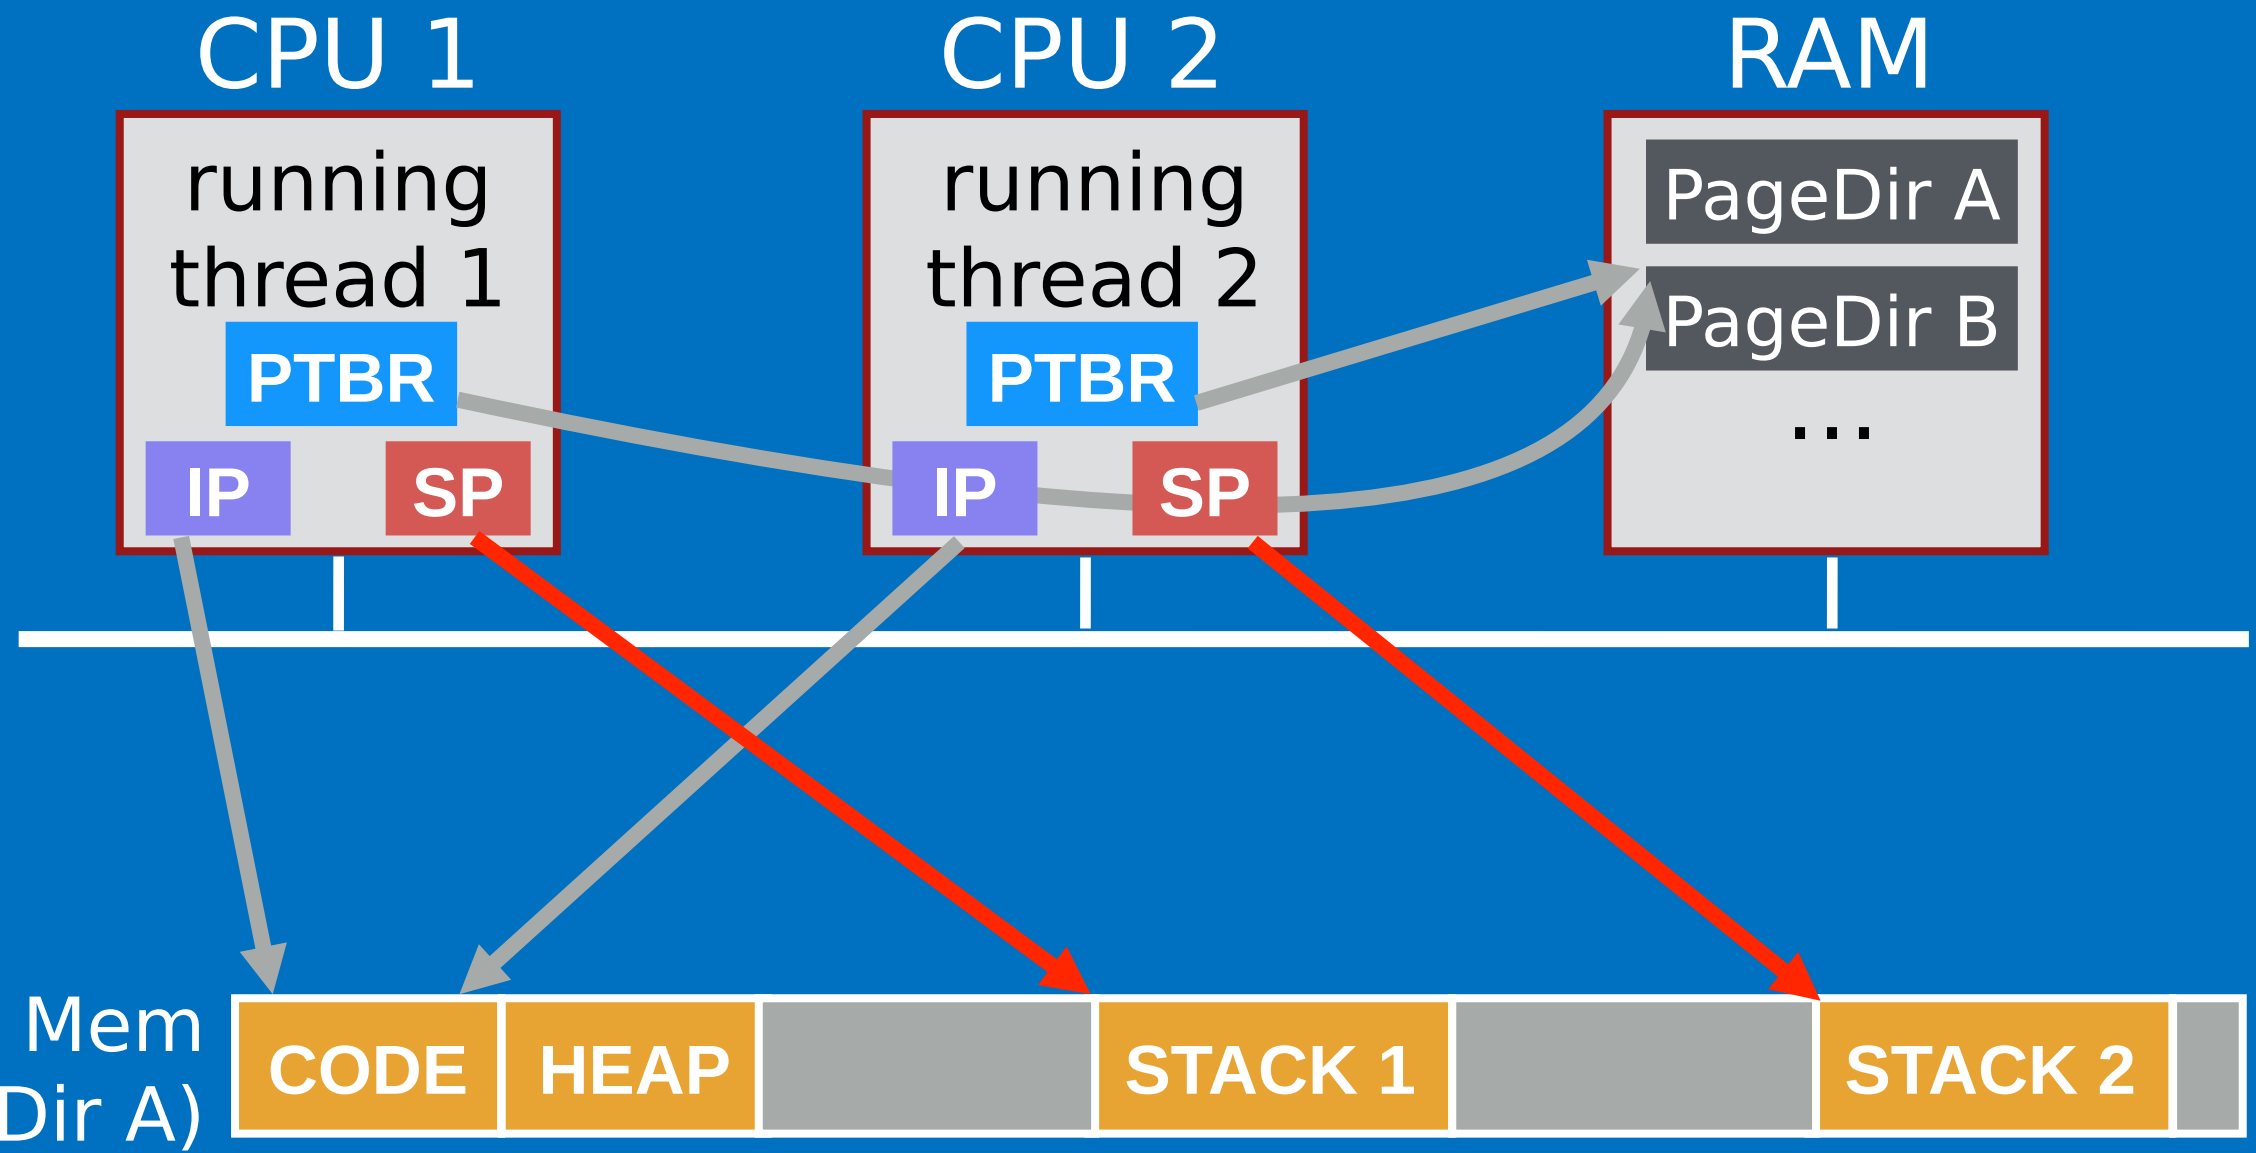 CPU 1
CPU 2
RAM
running
thread 1
PTBR
IP
SP
running
thread 2
PTBR
IP
SP
PageDir A
PageDir B
...
Mem
Dir A)
CODE
HEAP
STACK 1
STACK 2